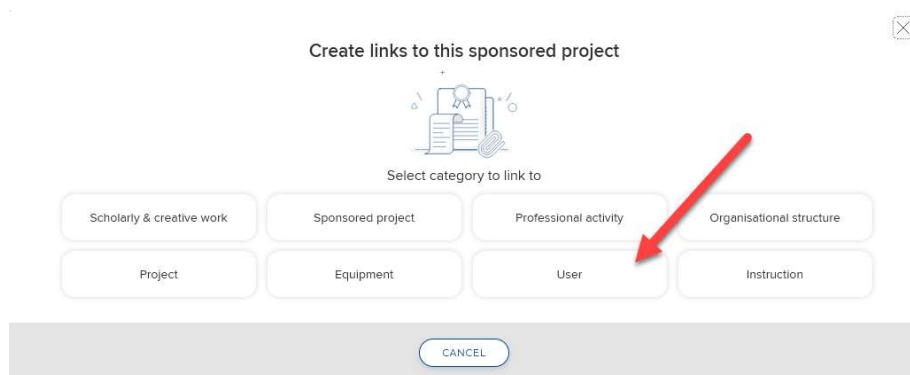 Create links to this sponsored project
Select category to link to
Scholarly & creative work
Sponsored project
Professional activity
Organisational structure
Project
Equipment
User
Instruction
CANCEL